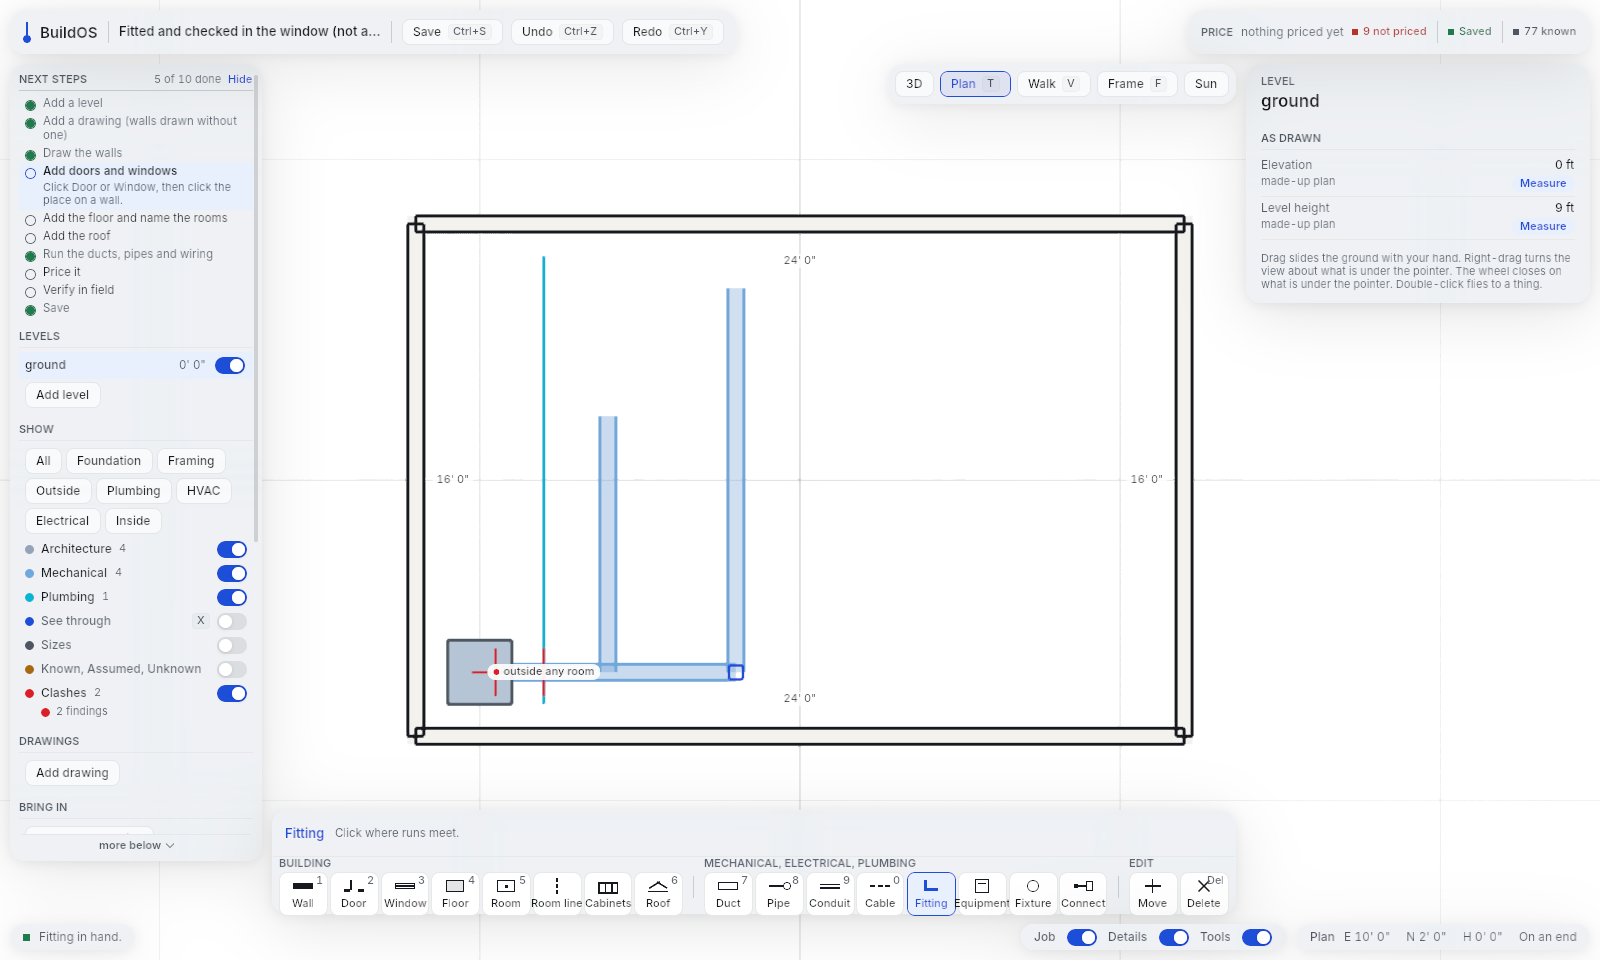 BuildOS
Fitted and checked in the window (not a...
Save Ctrl+S
Undo Ctrl+Z
Redo Ctrl+Y
PRICE nothing priced yet
9 not priced
Saved
77 known
NEXT STEPS 5 of 10 done Hide
Add a level
Add a drawing (walls drawn without
one)
Draw the walls
Add doors and windows
Click Door or Window, then click the
place on a wall.
Add the floor and name the rooms
Add the roof
Run the ducts, pipes and wiring
Price it
Verify in field
Save
LEVELS
ground 0' 0"
Add level
SHOW
All Foundation Framing
Outside Plumbing HVAC
Electrical Inside
Architecture 4
Mechanical 4
Plumbing 1
See through X
Sizes
Known, Assumed, Unknown
Clashes 2
2 findings
DRAWINGS
Add drawing
BRING IN
more below
3D
Plan T
Walk V
Frame F
Sun
LEVEL
ground
AS DRAWN
Elevation 0 ft
made-up plan Measure
Level height 9 ft
made-up plan Measure
Drag slides the ground with your hand. Right-drag turns the
view about what is under the pointer. The wheel closes on
what is under the pointer. Double-click flies to a thing.
24' 0"
16' 0"
16' 0"
outside any room
24' 0"
Fitting Click where runs meet.
BUILDING
1 Wall
2 Door
3 Window
4 Floor
5 Room
Room line
Cabinets
6 Roof
MECHANICAL, ELECTRICAL, PLUMBING
7 Duct
8 Pipe
9 Conduit
0 Cable
Fitting
Equipment
Fixture
Connect
EDIT
Move
Del Delete
Fitting in hand.
Job
Details
Tools
Plan E 10' 0" N 2' 0" H 0' 0" On an end